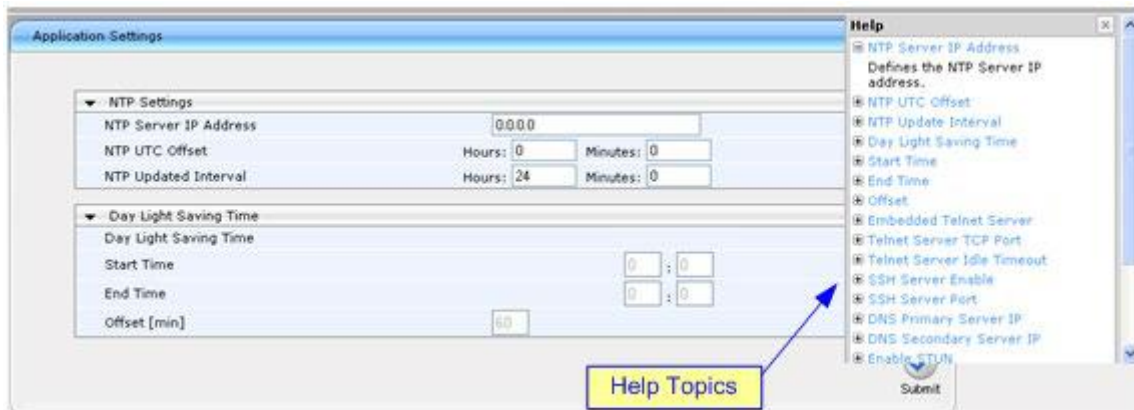 Application Settings
NTP Settings
NTP Server IP Address 0.0.0.0
NTP UTC Offset Hours: 0 Minutes: 0
NTP Updated Interval Hours: 24 Minutes: 0
Day Light Saving Time
Day Light Saving Time
Start Time 0 : 0
End Time 0 : 0
Offset [min] 60
Help
NTP Server IP Address
Defines the NTP Server IP
address.
NTP UTC Offset
NTP Update Interval
Day Light Saving Time
Start Time
End Time
Offset
Embedded Telnet Server
Telnet Server TCP Port
Telnet Server Idle Timeout
SSH Server Enable
SSH Server Port
DNS Primary Server IP
DNS Secondary Server IP
Enable STUN
Help Topics
Submit